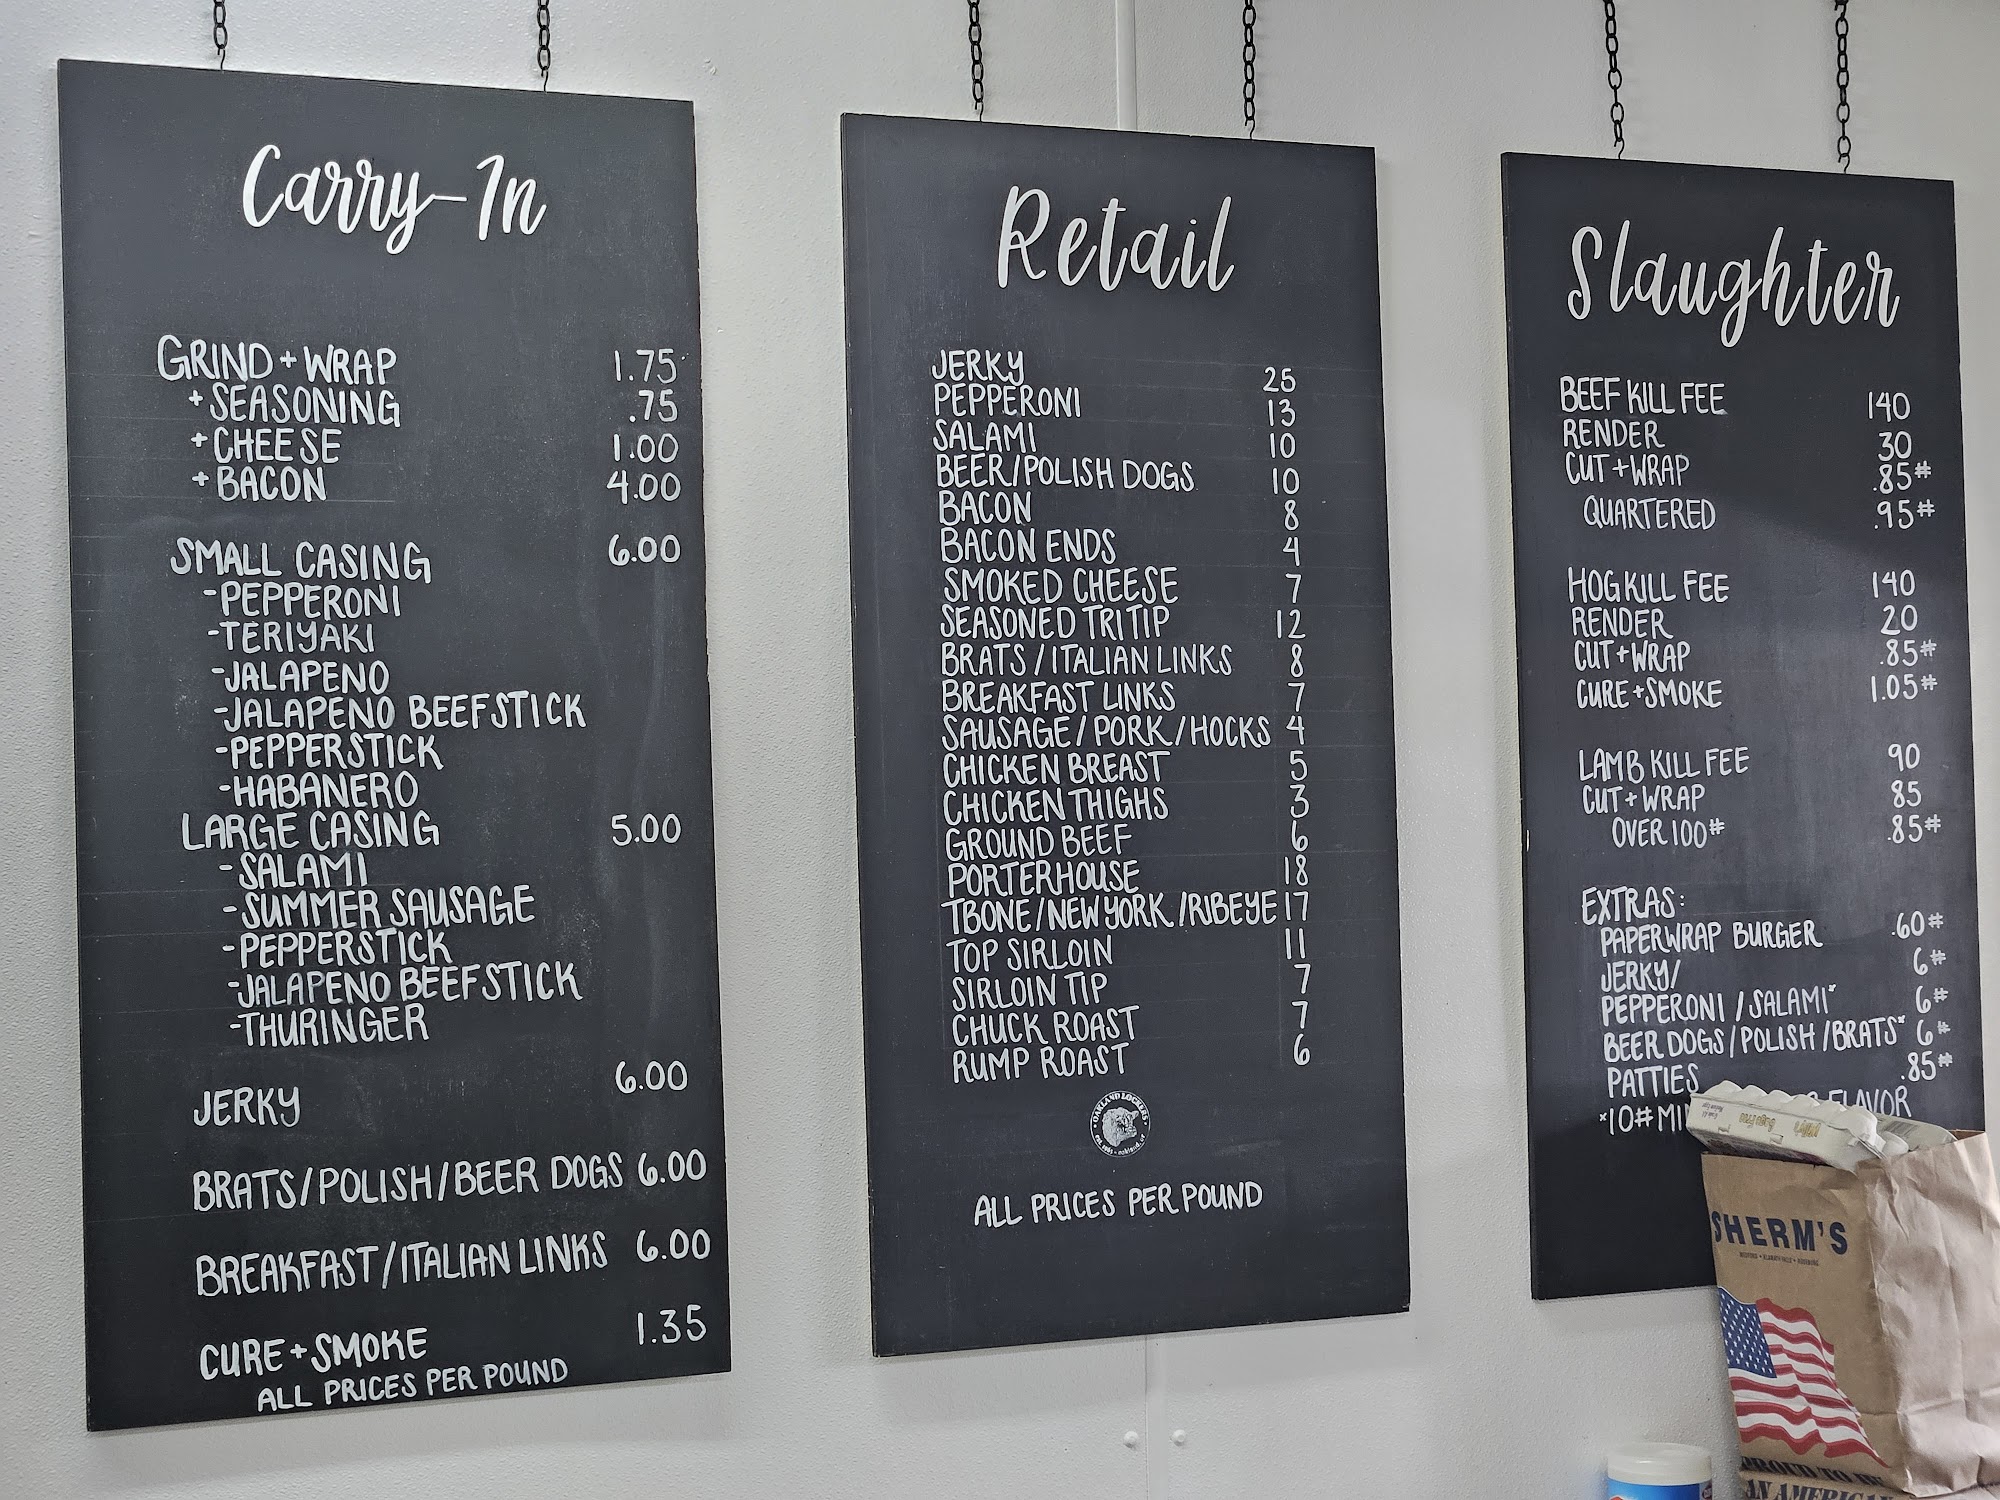 Carry-In
GRIND + WRAP 1.75
+ SEASONING .75
+ CHEESE 1.00
+ BACON 4.00
SMALL CASING 6.00
-PEPPERONI
-TERIYAKI
-JALAPENO
-JALAPENO BEEFSTICK
-PEPPERSTICK
-HABANERO
LARGE CASING 5.00
-SALAMI
-SUMMER SAUSAGE
-PEPPERSTICK
-JALAPENO BEEFSTICK
-THURINGER
JERKY 6.00
BRATS/POLISH/BEER DOGS 6.00
BREAKFAST/ITALIAN LINKS 6.00
CURE + SMOKE 1.35
ALL PRICES PER POUND
Retail
JERKY 25
PEPPERONI 13
SALAMI 10
BEER/POLISH DOGS 10
BACON 8
BACON ENDS 4
SMOKED CHEESE 7
SEASONED TRI TIP 12
BRATS/ITALIAN LINKS 8
BREAKFAST LINKS 7
SAUSAGE/PORK/HOCKS 4
CHICKEN BREAST 5
CHICKEN THIGHS 3
GROUND BEEF 6
PORTERHOUSE 18
TBONE/NEW YORK/RIBEYE 17
TOP SIRLOIN 11
SIRLOIN TIP 7
CHUCK ROAST 7
RUMP ROAST 6
OAKLAND LOCKERS
ALL PRICES PER POUND
Slaughter
BEEF KILL FEE 140
RENDER 30
CUT + WRAP .85#
QUARTERED .95#
HOG KILL FEE 140
RENDER 20
CUT + WRAP .85#
CURE + SMOKE 1.05#
LAMB KILL FEE 90
CUT + WRAP 85
OVER 100# .85#
EXTRAS:
PAPERWRAP BURGER .60#
JERKY/ 6#
PEPPERONI/SALAMI* 6#
BEER DOGS/POLISH/BRATS* 6#
PATTIES .85#
*10# MI FLAVOR
SHERM'S
PROUD TO BE
AN AMERICAN